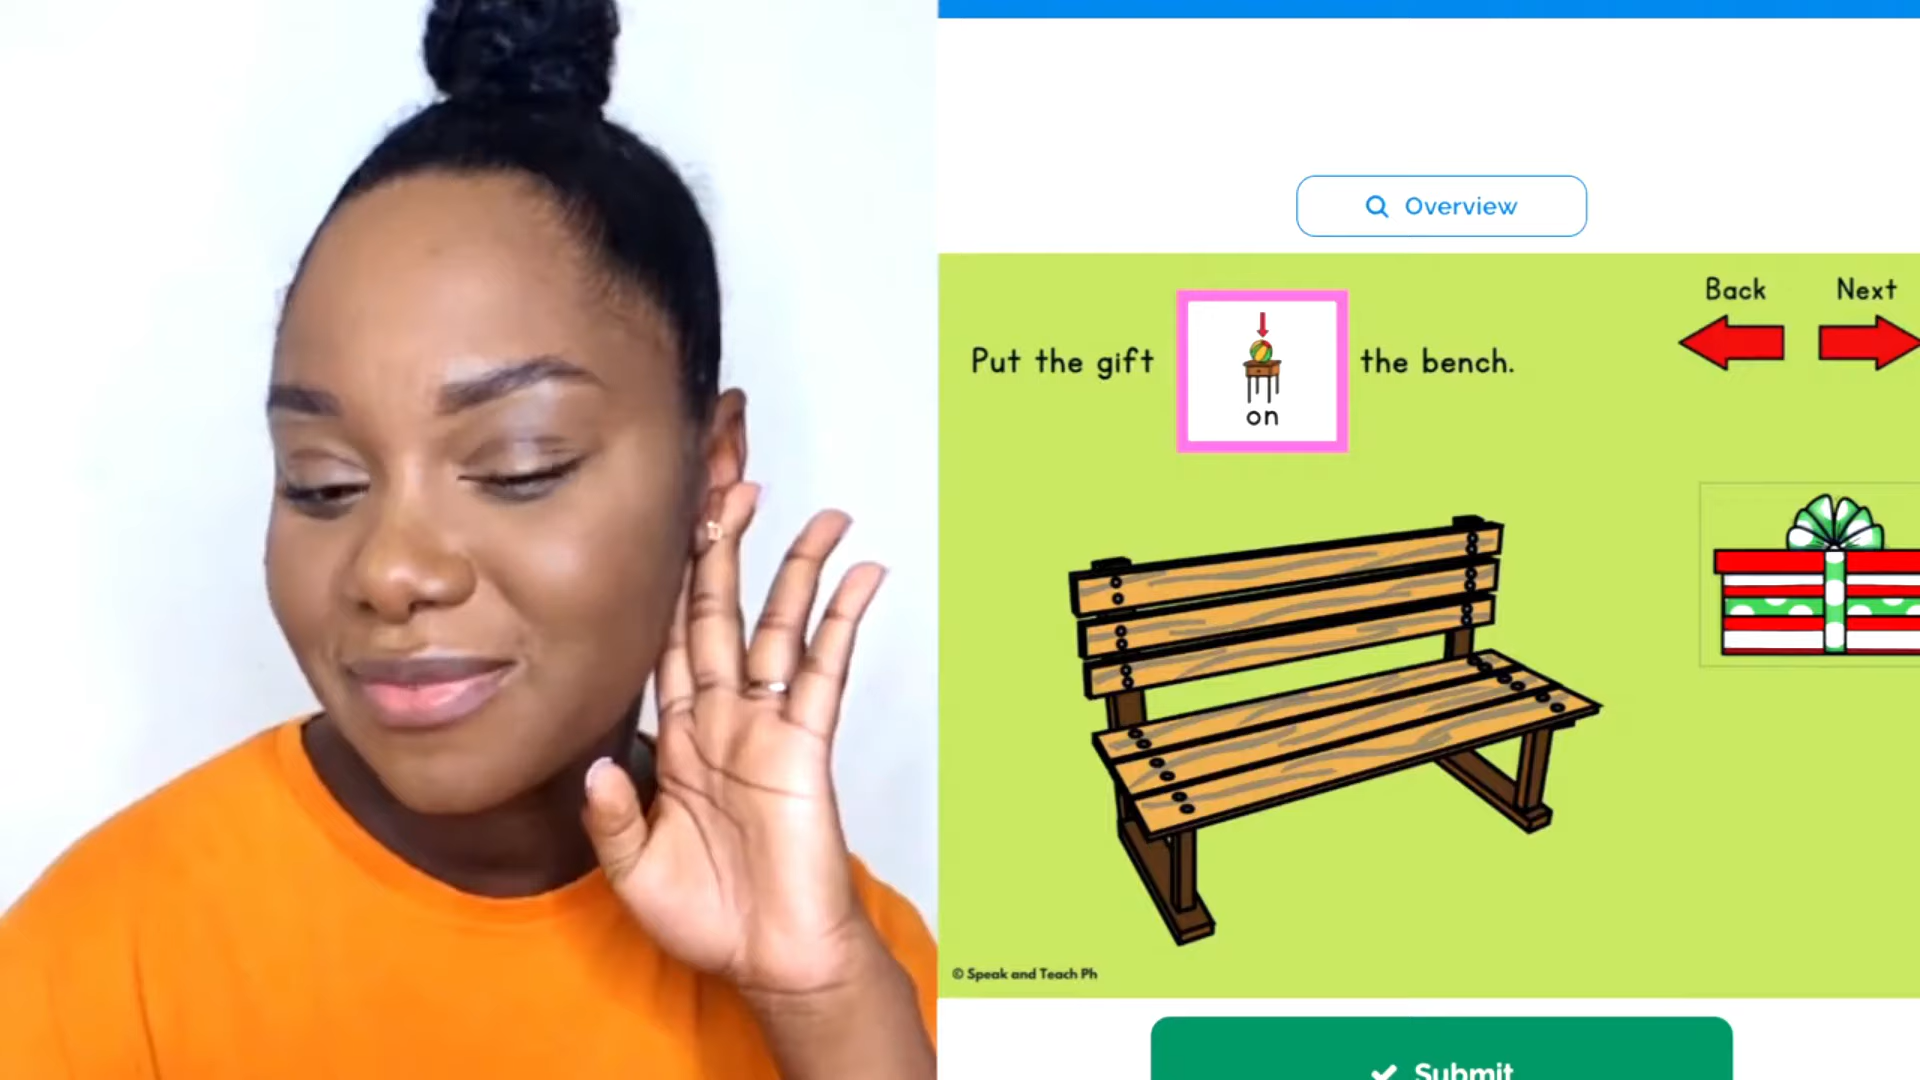 Overview
Back Next
Put the gift on the bench.
© Speak and Teach Ph
Submit